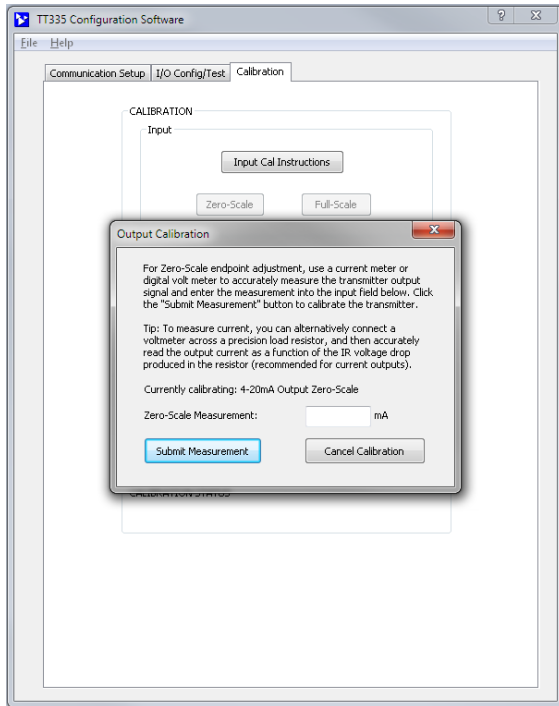 TT335 Configuration Software
File Help
Communication Setup I/O Config/Test Calibration
CALIBRATION
Input
Input Cal Instructions
Zero-Scale Full-Scale
Output Calibration
For Zero-Scale endpoint adjustment, use a current meter or
digital volt meter to accurately measure the transmitter output
signal and enter the measurement into the input field below. Click
the "Submit Measurement" button to calibrate the transmitter.
Tip: To measure current, you can alternatively connect a
voltmeter across a precision load resistor, and then accurately
read the output current as a function of the IR voltage drop
produced in the resistor (recommended for current outputs).
Currently calibrating: 4-20mA Output Zero-Scale
Zero-Scale Measurement: mA
Submit Measurement Cancel Calibration
CALIBRATION STATUS